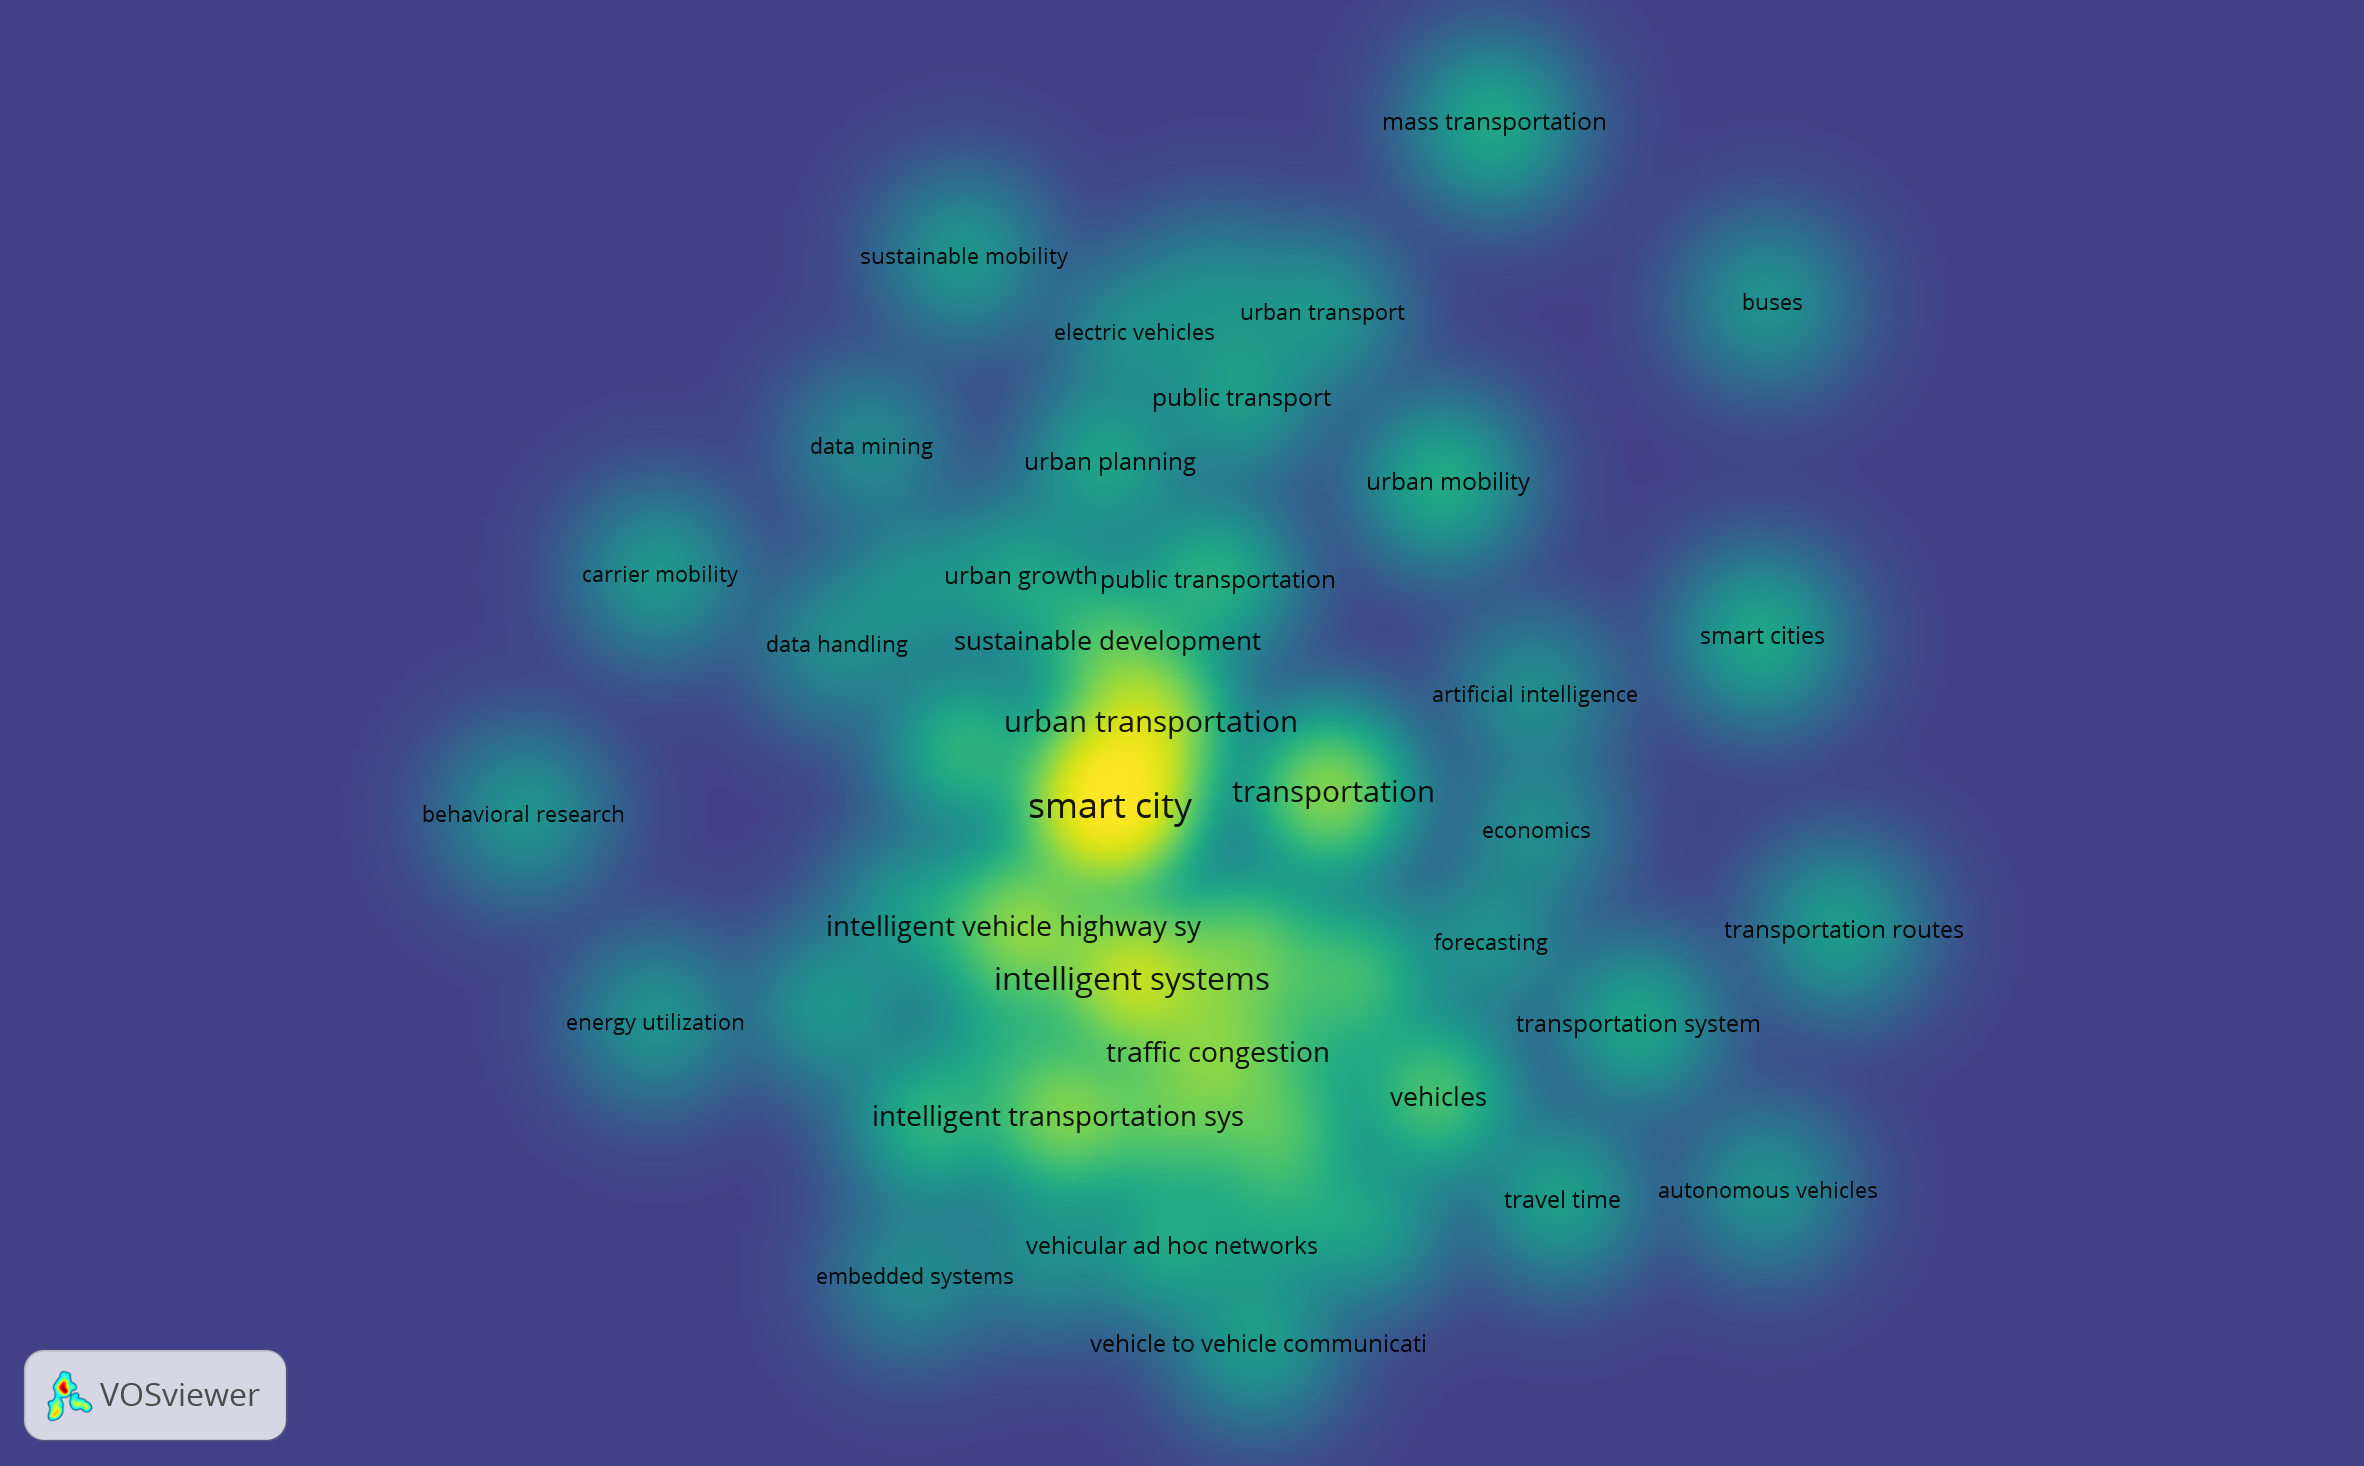 mass transportation
sustainable mobility
buses
urban transport
electric vehicles
public transport
data mining
urban planning
urban mobility
carrier mobility
urban growth
public transportation
data handling
sustainable development
smart cities
artificial intelligence
urban transportation
transportation
smart city
behavioral research
economics
intelligent vehicle highway sy
transportation routes
forecasting
intelligent systems
energy utilization
transportation system
traffic congestion
vehicles
intelligent transportation sys
travel time
autonomous vehicles
vehicular ad hoc networks
embedded systems
vehicle to vehicle communicati
VOSviewer